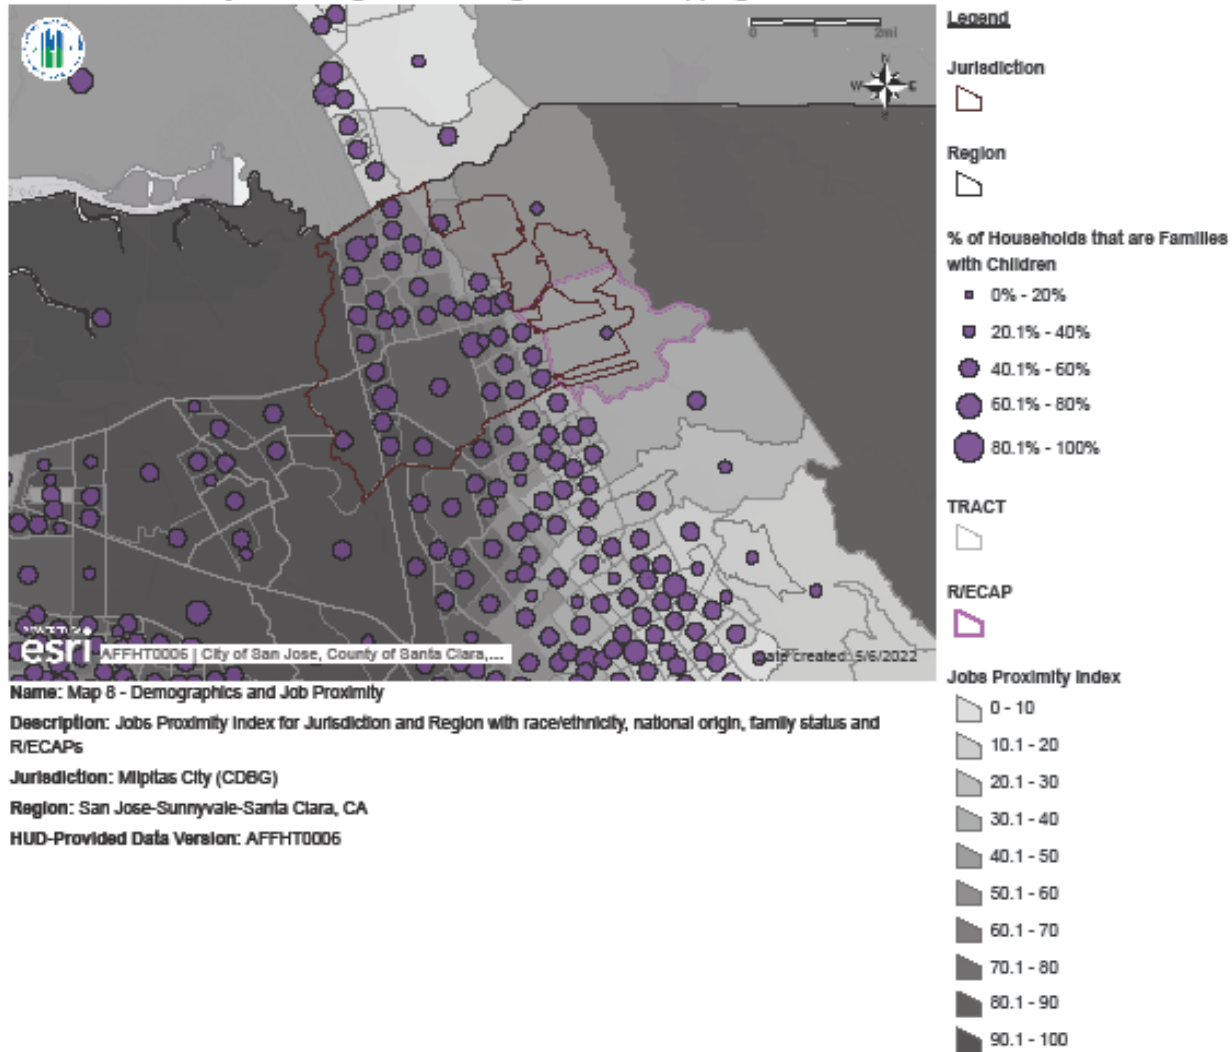 0 1 2mi
N
W E
S
esri
AFFHT0006 | City of San Jose, County of Santa Clara,...
Date created: 5/6/2022
Name: Map 8 - Demographics and Job Proximity
Description: Jobs Proximity Index for Jurisdiction and Region with race/ethnicity, national origin, family status and
R/ECAPs
Jurisdiction: Milpitas City (CDBG)
Region: San Jose-Sunnyvale-Santa Clara, CA
HUD-Provided Data Version: AFFHT0006
Legend
Jurisdiction
Region
% of Households that are Families
with Children
0% - 20%
20.1% - 40%
40.1% - 60%
60.1% - 80%
80.1% - 100%
TRACT
R/ECAP
Jobs Proximity Index
0 - 10
10.1 - 20
20.1 - 30
30.1 - 40
40.1 - 50
50.1 - 60
60.1 - 70
70.1 - 80
80.1 - 90
90.1 - 100